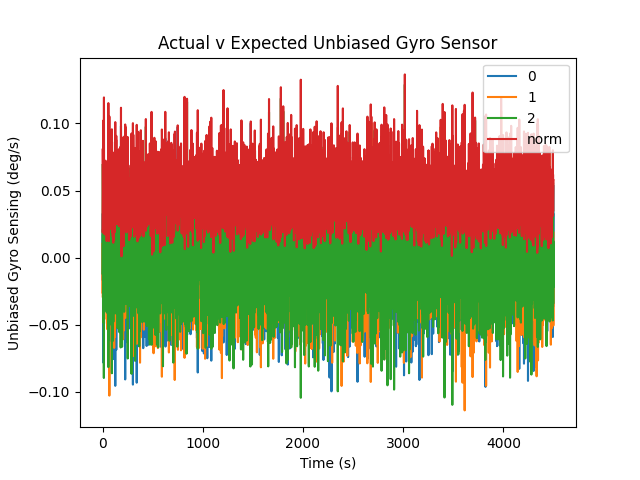 Actual v Expected Unbiased Gyro Sensor
Unbiased Gyro Sensing (deg/s)
0.10
0.05
0.00
−0.05
−0.10
0
1
2
norm
0 1000 2000 3000 4000
Time (s)